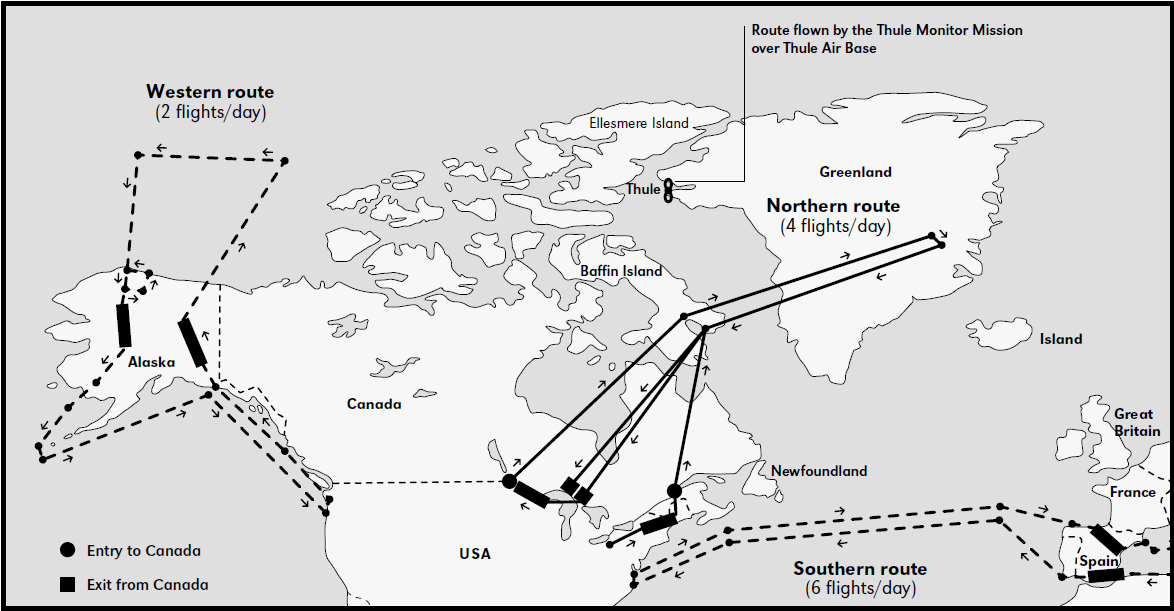 Route flown by the Thule Monitor Mission
over Thule Air Base
Western route
(2 flights/day)
Ellesmere Island
Greenland
Thule
Northern route
(4 flights/day)
Baffin Island
Island
Alaska
Canada
Great
Britain
Newfoundland
France
Entry to Canada
USA
Spain
Southern route
(6 flights/day)
Exit from Canada